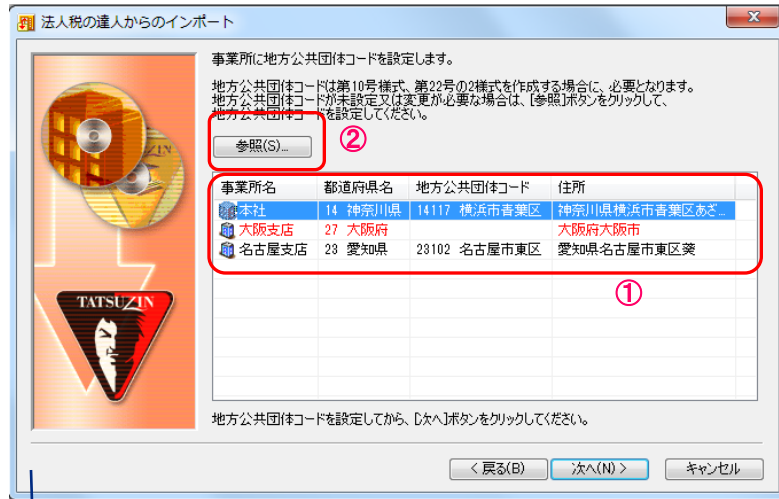 法人税の達人からのインポート
事業所に地方公共団体コードを設定します。
地方公共団体コードは第10号様式、第22号の2様式を作成する場合に、必要となります。
地方公共団体コードが未設定又は変更が必要な場合は、[参照]ボタンをクリックして、
地方公共団体コードを設定してください。
参照(S)...
②
事業所名 都道府県名 地方公共団体コード 住所
本社 14 神奈川県 14117 横浜市青葉区 神奈川県横浜市青葉区あざ...
大阪支店 27 大阪府 大阪府大阪市
名古屋支店 23 愛知県 23102 名古屋市東区 愛知県名古屋市東区葵
①
TATSUZIN
地方公共団体コードを設定してから、[次へ]ボタンをクリックしてください。
< 戻る(B) 次へ(N) > キャンセル